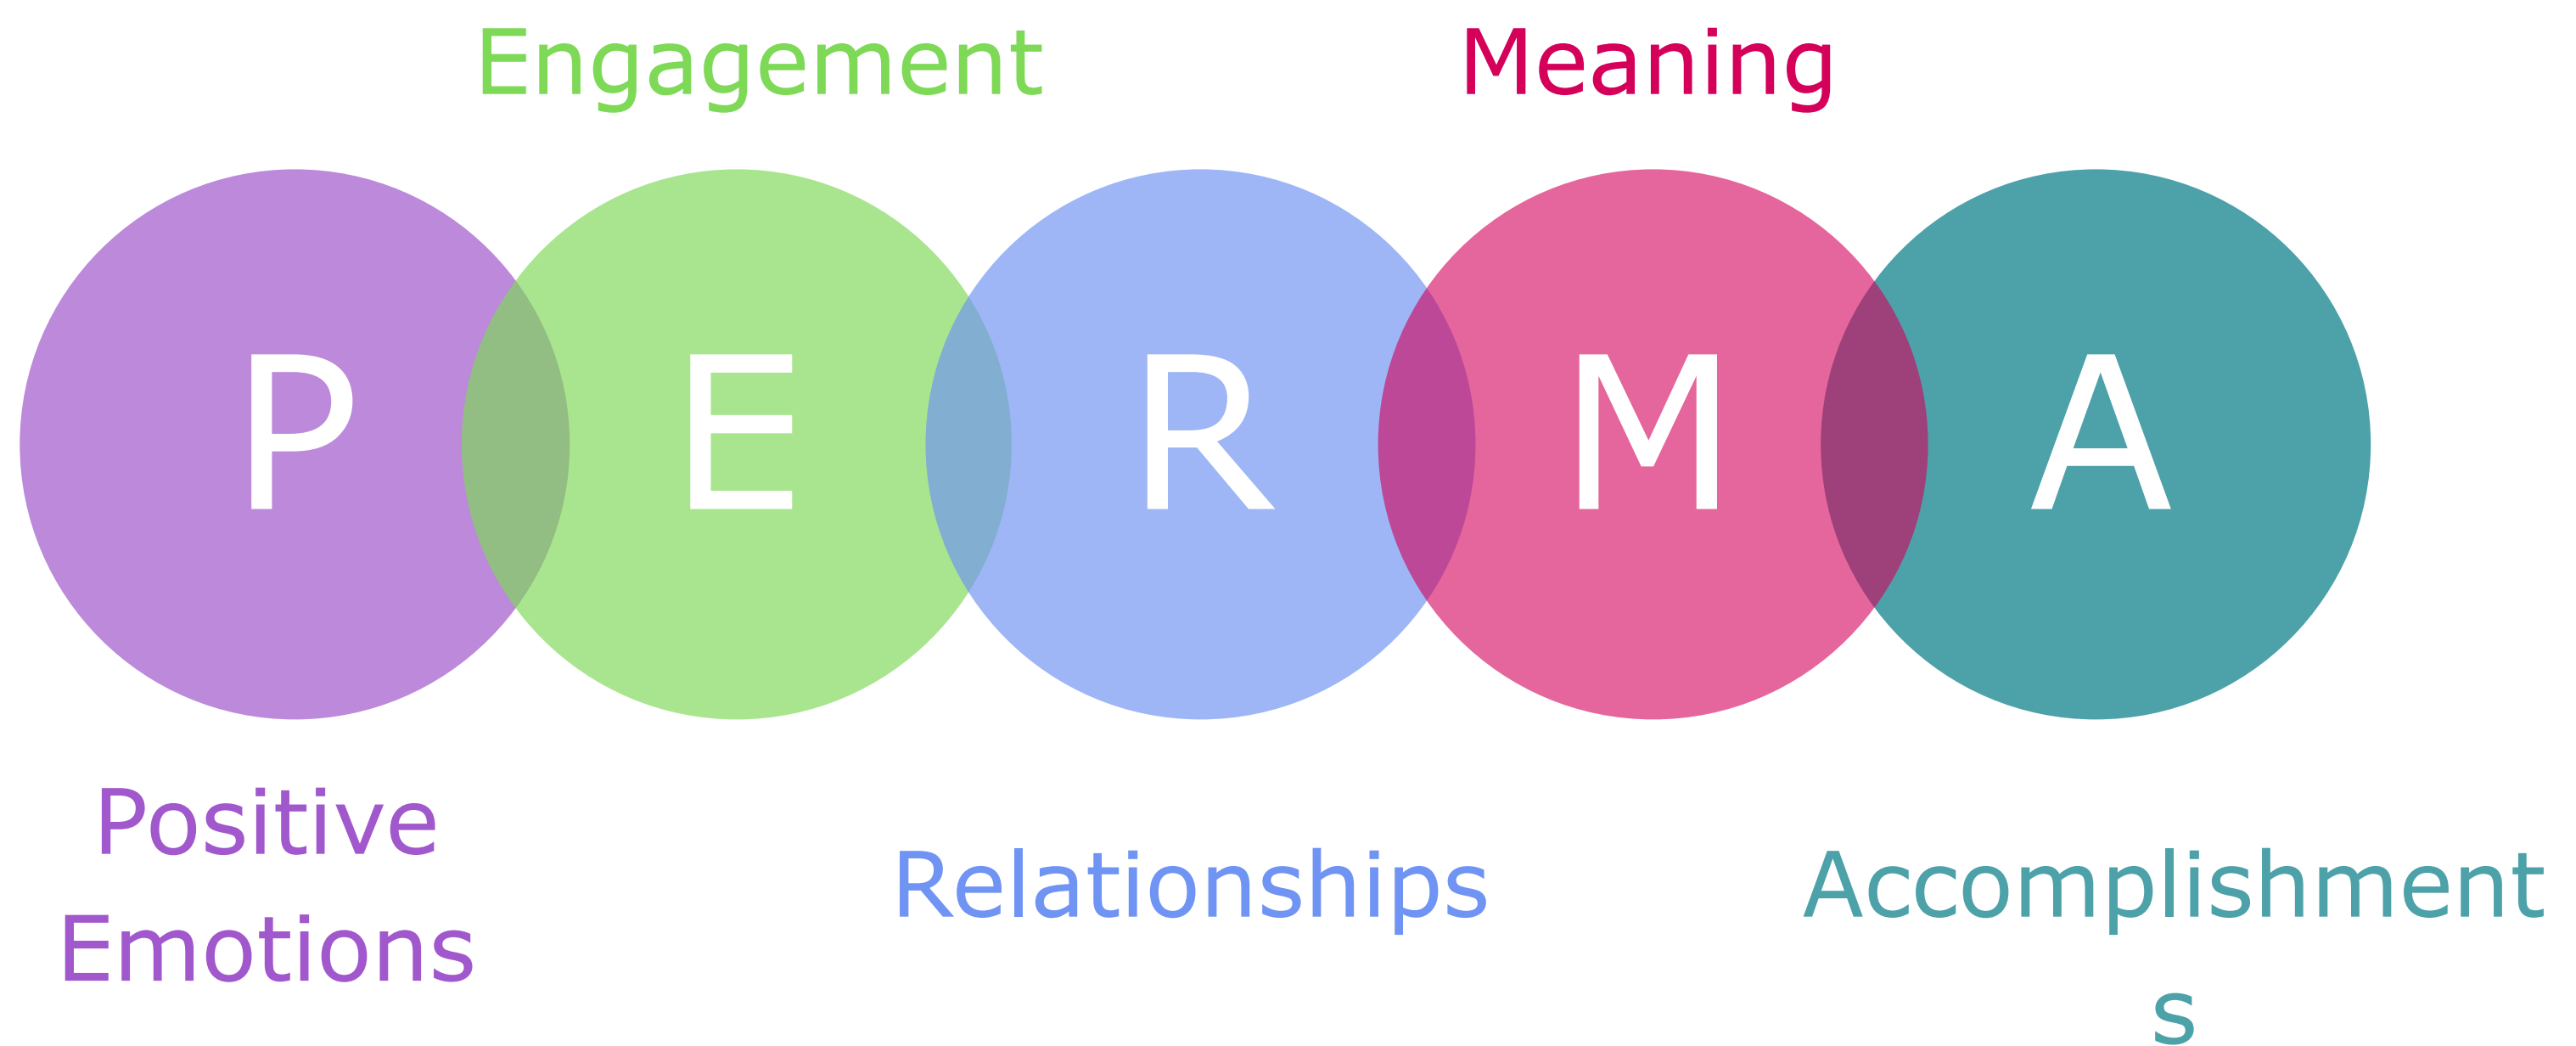 Engagement
Meaning
P
E
R
M
A
Positive
Emotions
Relationships
Accomplishment
s